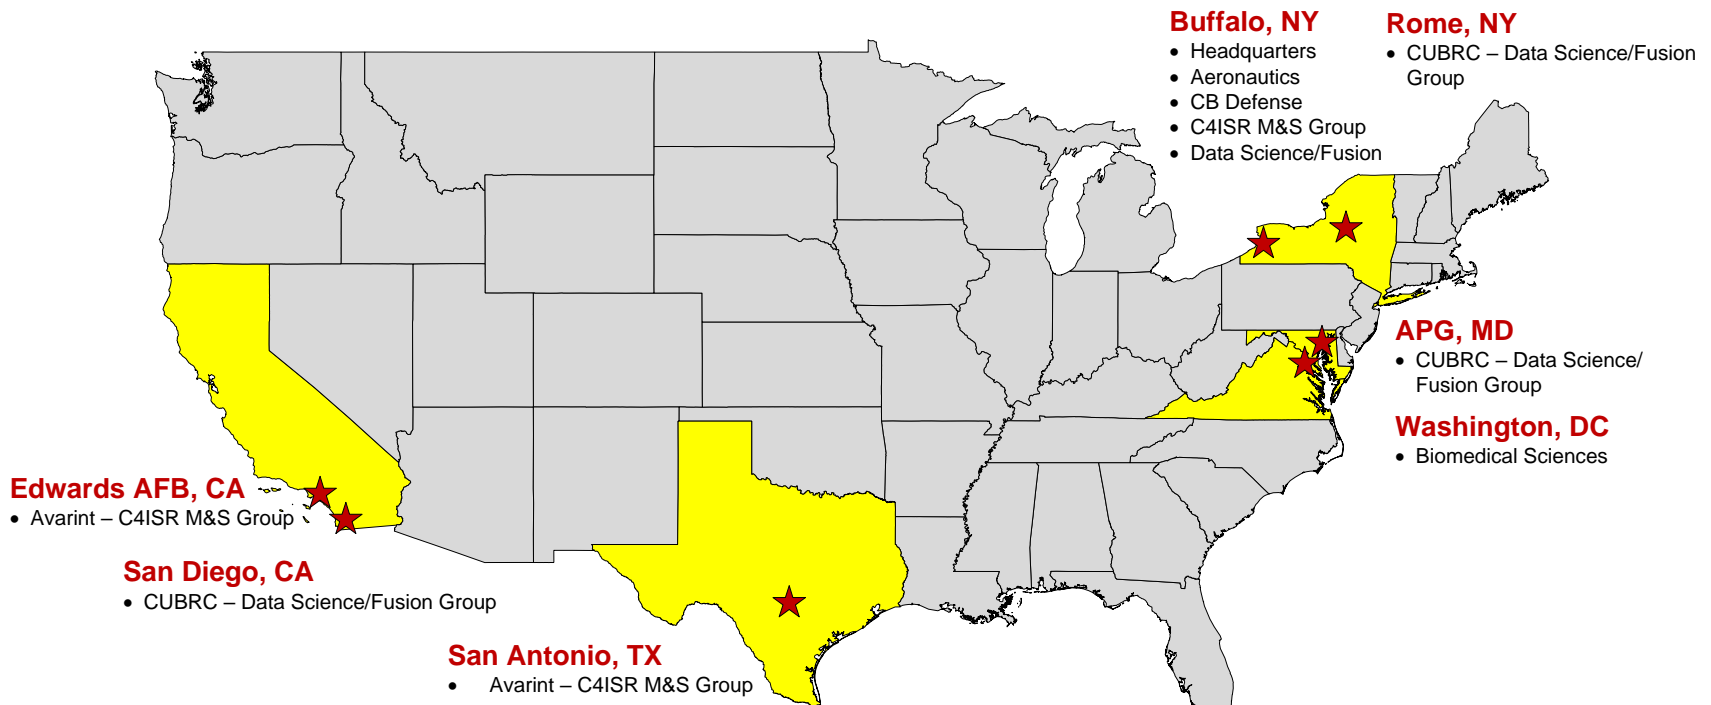 Buffalo, NY
• Headquarters
• Aeronautics
• CB Defense
• C4ISR M&S Group
• Data Science/Fusion
Rome, NY
• CUBRC – Data Science/Fusion
Group
APG, MD
• CUBRC – Data Science/
Fusion Group
Washington, DC
• Biomedical Sciences
Edwards AFB, CA
• Avarint – C4ISR M&S Group
San Diego, CA
• CUBRC – Data Science/Fusion Group
San Antonio, TX
• Avarint – C4ISR M&S Group